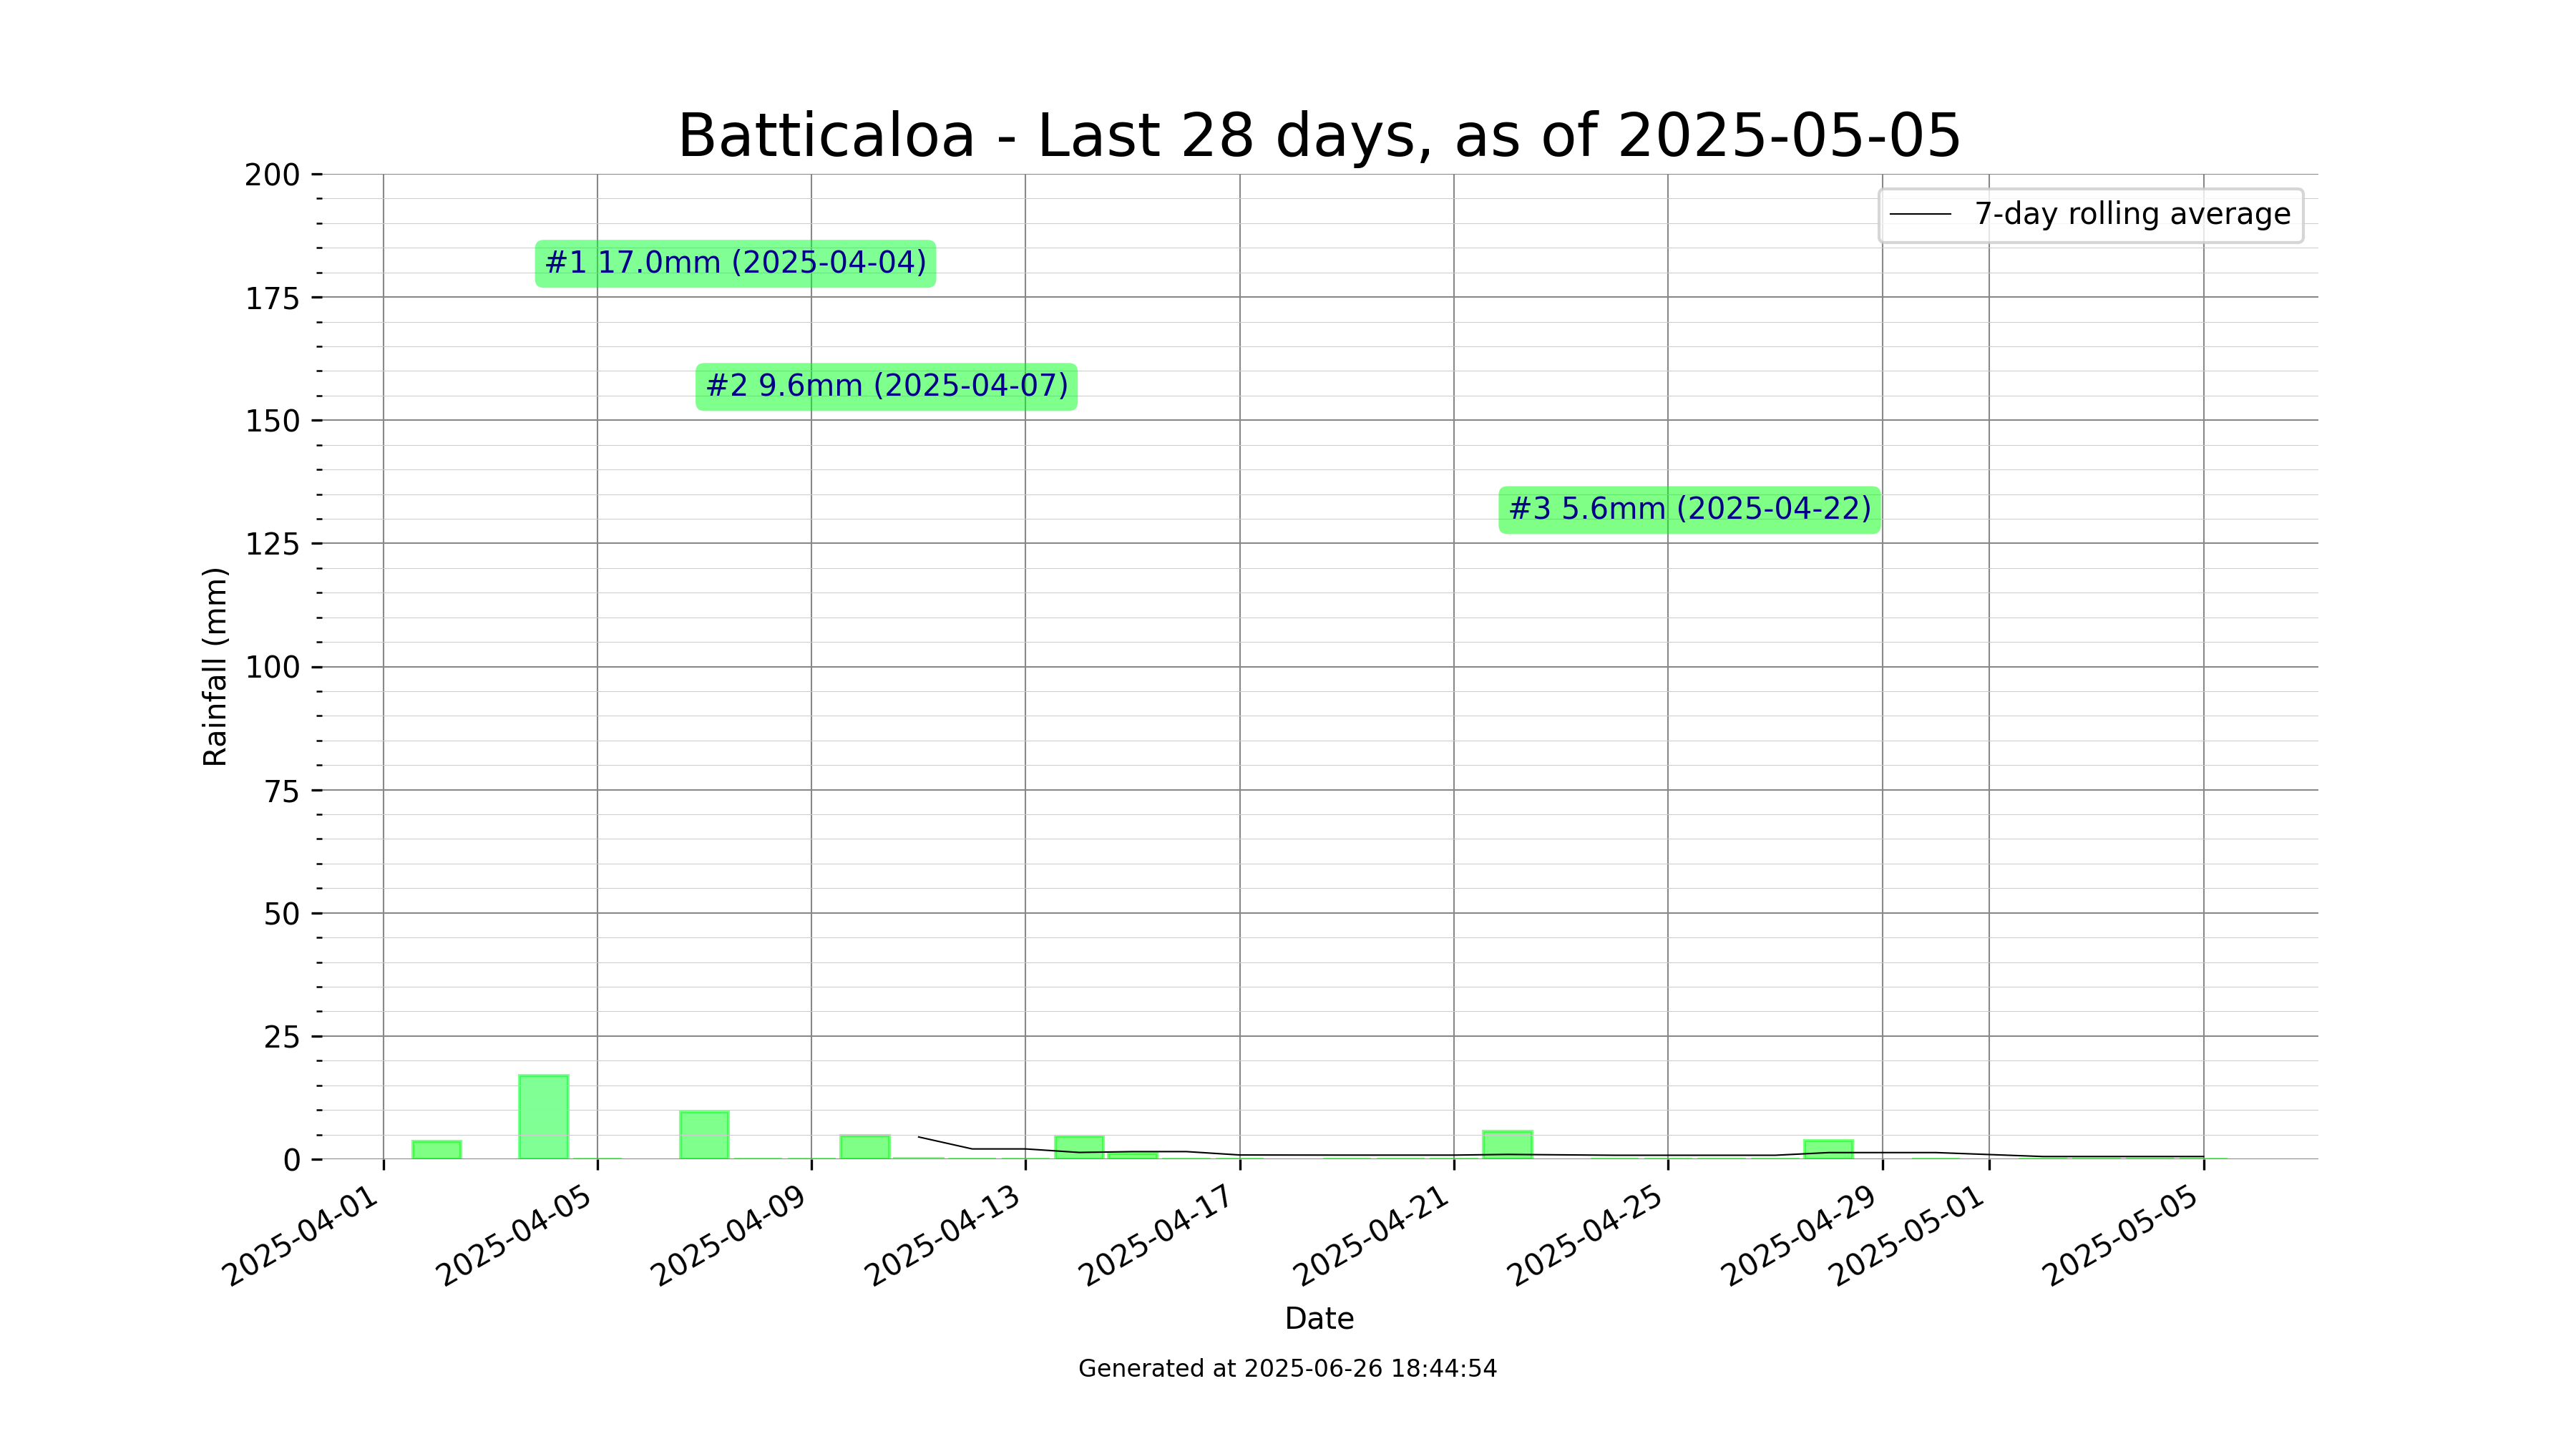 Batticaloa - Last 28 days, as of 2025-05-05
7-day rolling average
#1 17.0mm (2025-04-04)
#2 9.6mm (2025-04-07)
#3 5.6mm (2025-04-22)
Rainfall (mm)
200
175
150
125
100
75
50
25
0
2025-04-01
2025-04-05
2025-04-09
2025-04-13
2025-04-17
2025-04-21
2025-04-25
2025-04-29
2025-05-01
2025-05-05
Date
Generated at 2025-06-26 18:44:54